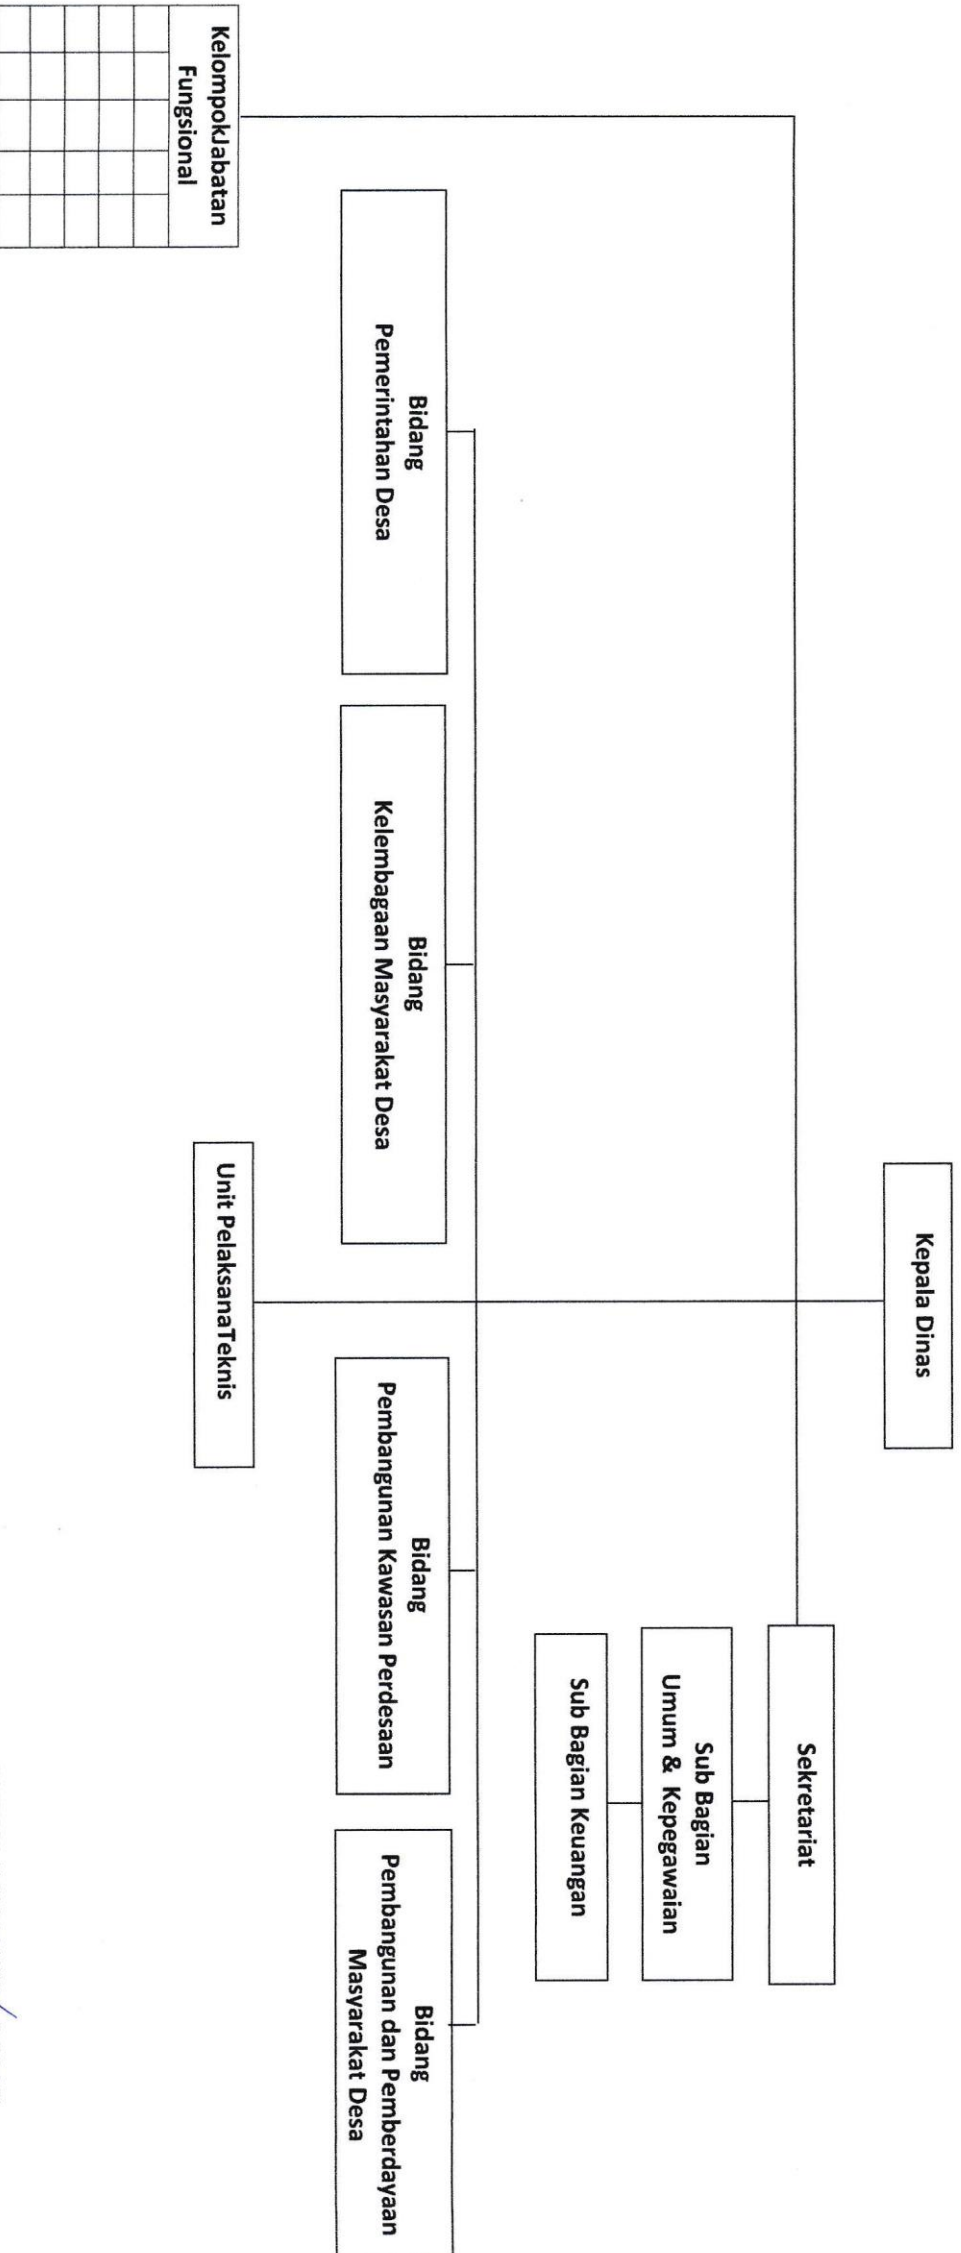 Kepala Dinas
Sekretariat
Sub Bagian
Umum & Kepegawaian
Sub Bagian Keuangan
Bidang
Pemerintahan Desa
Bidang
Kelembagaan Masyarakat Desa
Bidang
Pembangunan Kawasan Perdesaan
Bidang
Pembangunan dan Pemberdayaan
Masyarakat Desa
Unit PelaksanaTeknis
KelompokJabatan
Fungsional